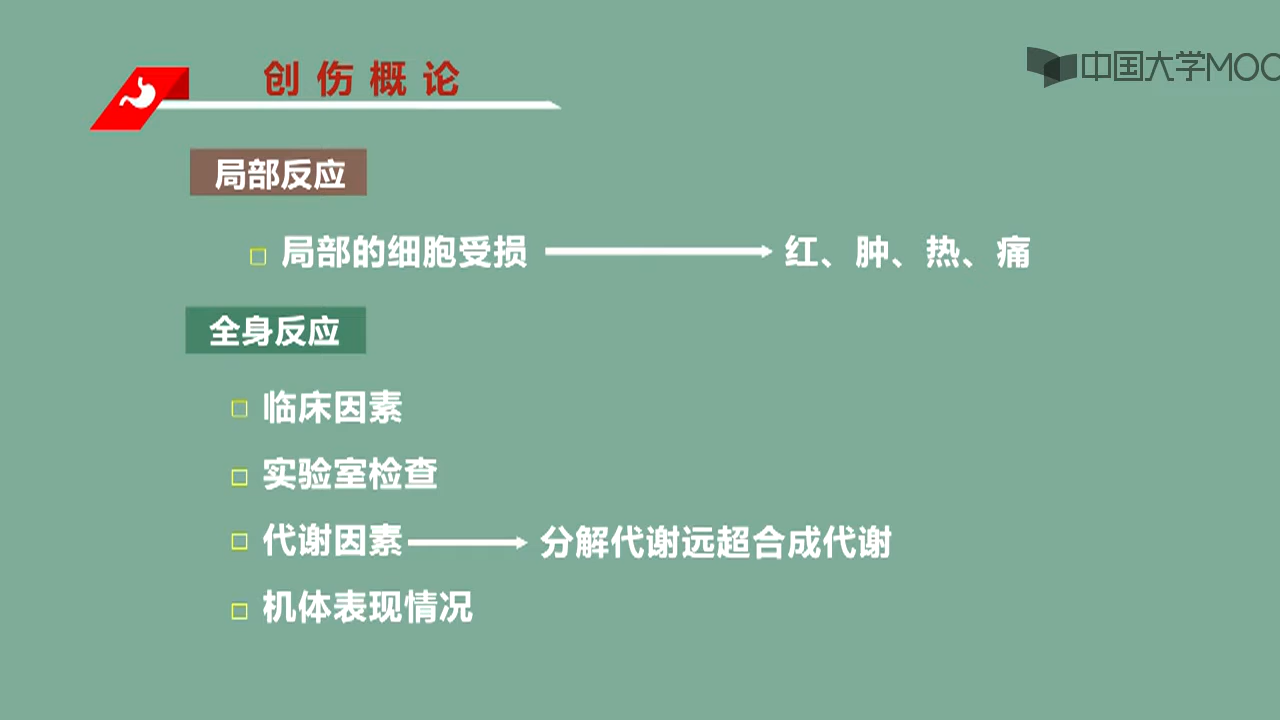 创伤概论
中国大学MOO
局部反应
局部的细胞受损 红、肿、热、痛
全身反应
临床因素
实验室检查
代谢因素 分解代谢远超合成代谢
机体表现情况